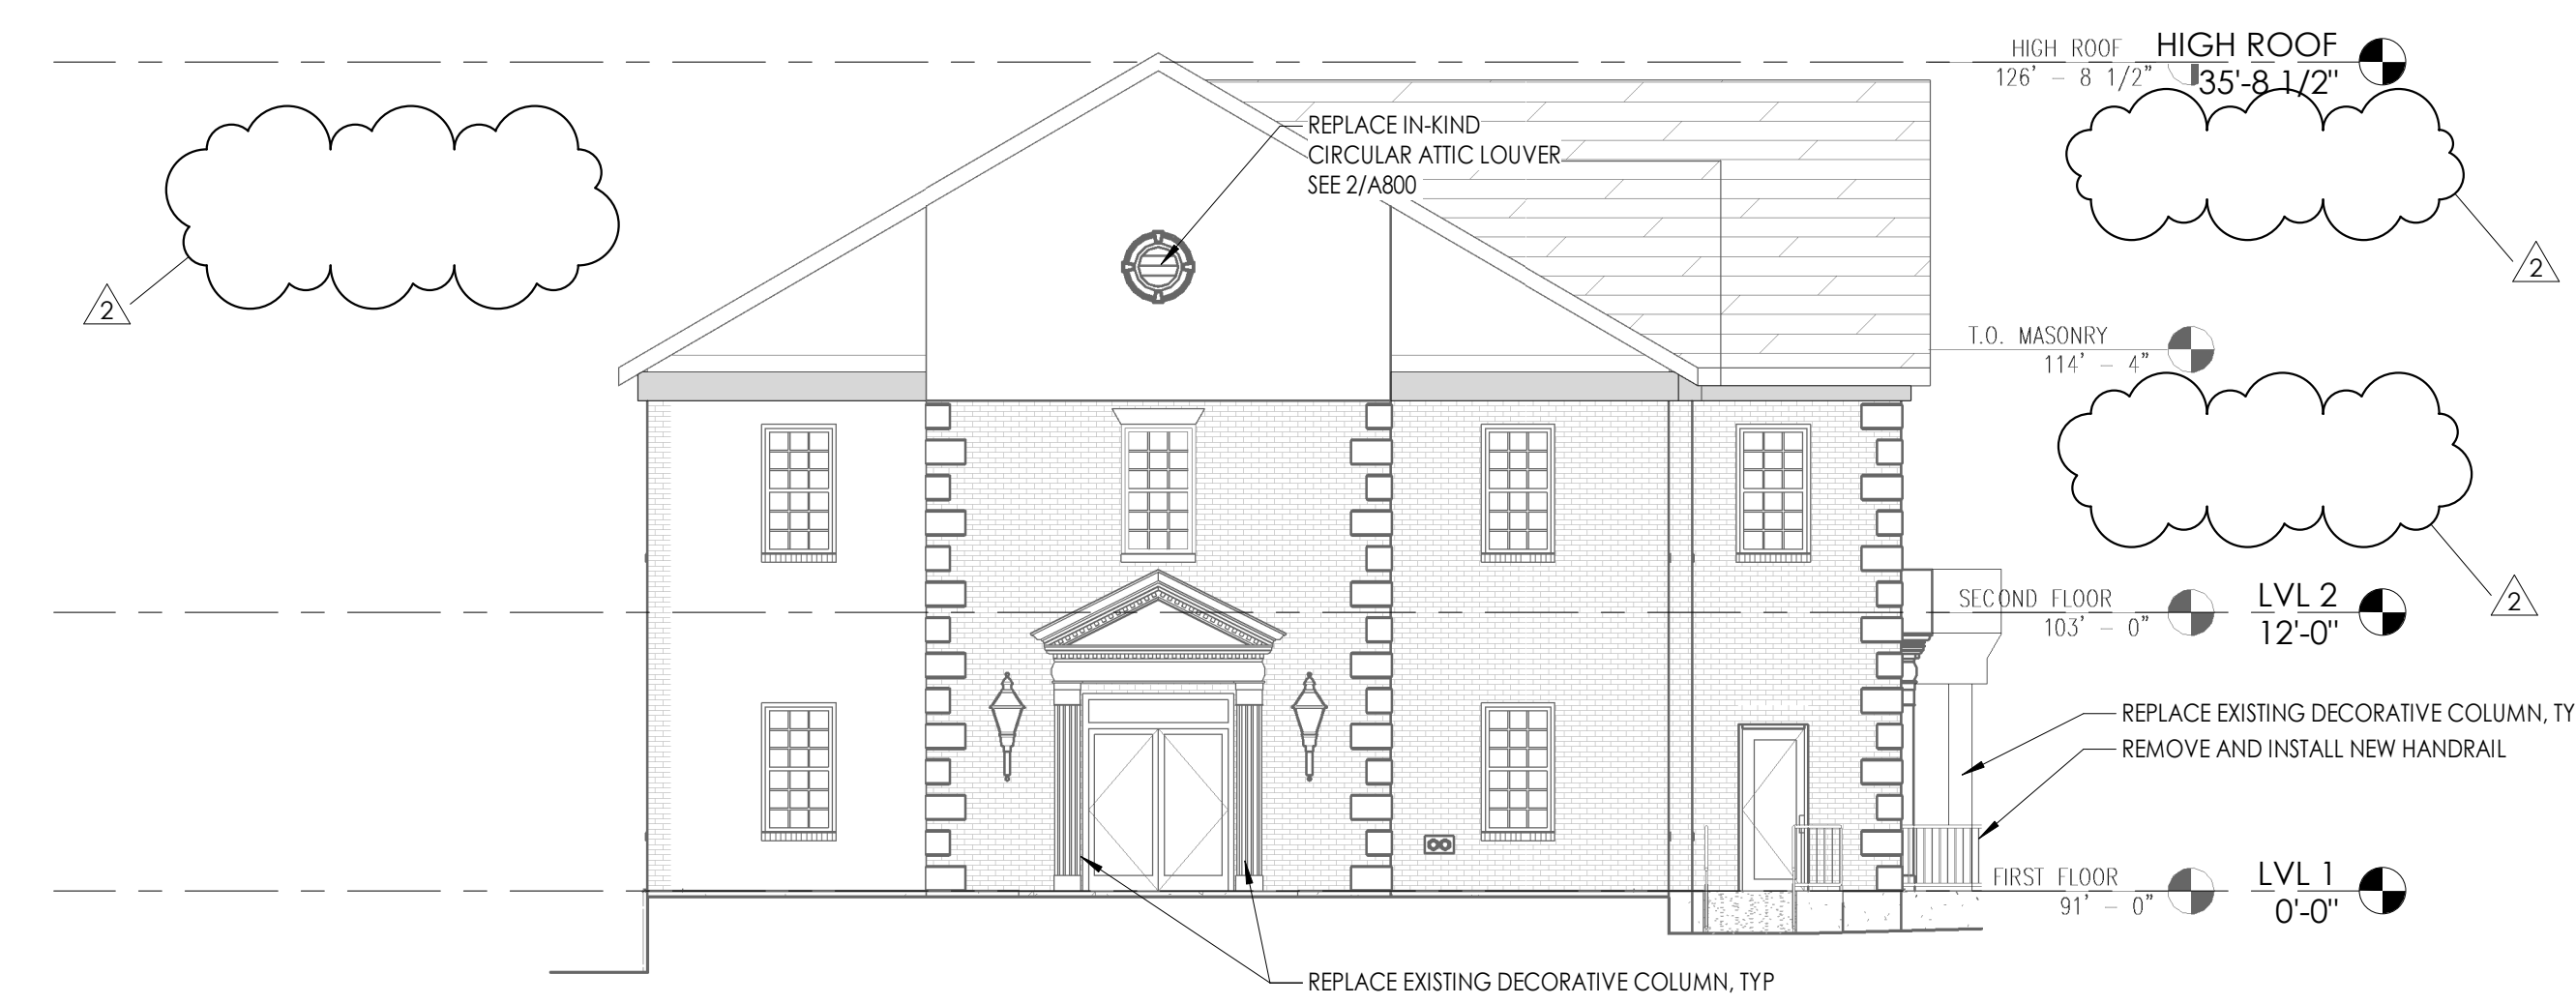 HIGH ROOF
126' - 8 1/2"
HIGH ROOF
35'-8 1/2"
REPLACE IN-KIND
CIRCULAR ATTIC LOUVER
SEE 2/A800
2
2
T.O. MASONRY
114' - 4"
SECOND FLOOR
103' - 0"
LVL 2
12'-0"
2
REPLACE EXISTING DECORATIVE COLUMN, TY
REMOVE AND INSTALL NEW HANDRAIL
FIRST FLOOR
91' - 0"
LVL 1
0'-0"
REPLACE EXISTING DECORATIVE COLUMN, TYP